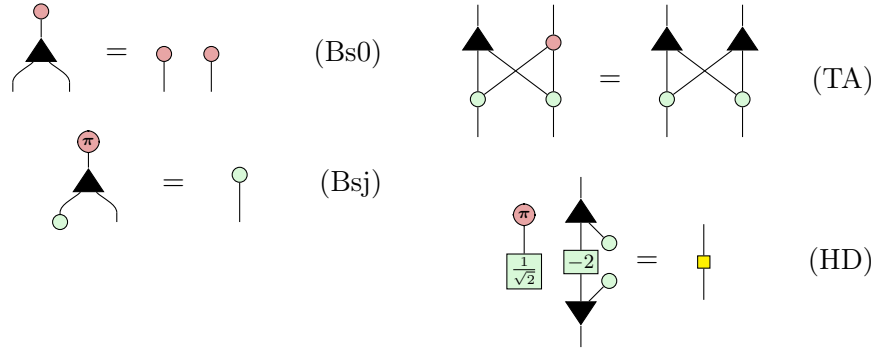 = (Bs0)
= (TA)
π
= (Bsj)
π
1/√2
−2
= (HD)